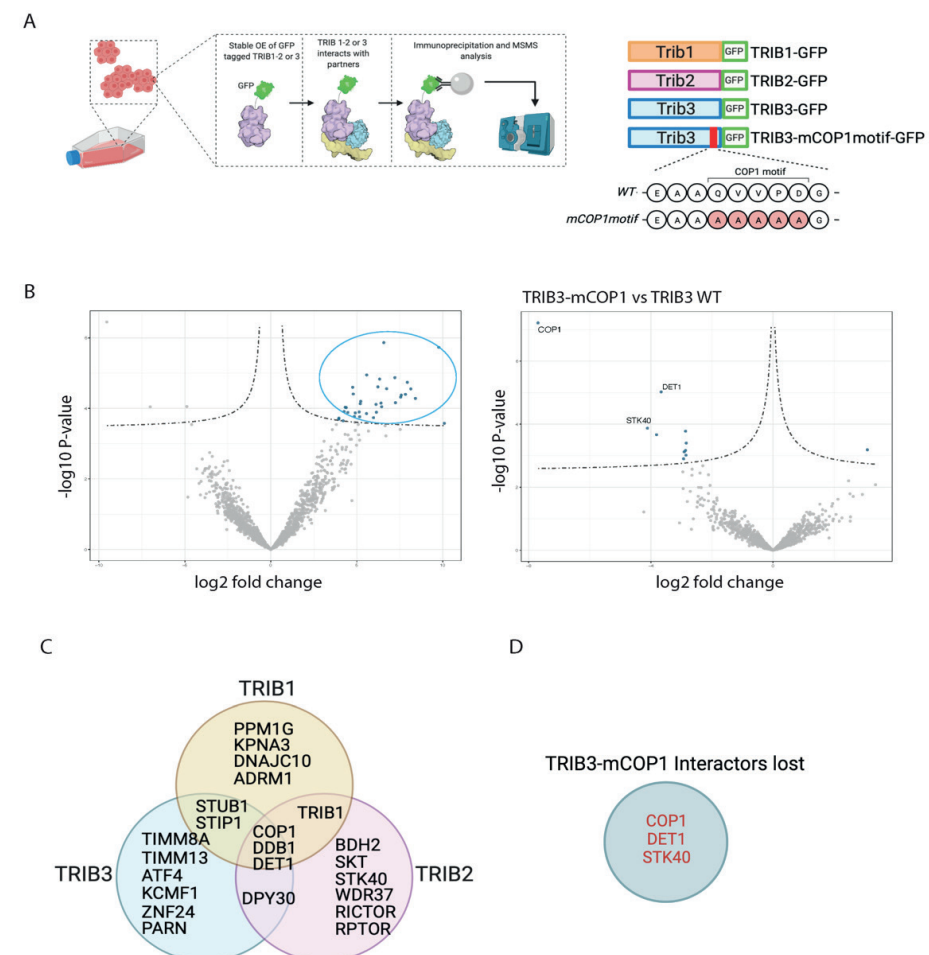 A
Stable OE of GFP
tagged TRIB1-2 or 3
TRIB 1-2 or 3
interacts with
partners
Immunoprecipitation and MSMS
analysis
GFP
Trib1 GFP TRIB1-GFP
Trib2 GFP TRIB2-GFP
Trib3 GFP TRIB3-GFP
Trib3 GFP TRIB3-mCOP1motif-GFP
COP1 motif
WT- E A A Q V V P D G -
mCOP1motif E A A A A A A A G -
B
-log10 P-value
log2 fold change
TRIB3-mCOP1 vs TRIB3 WT
COP1
DET1
STK40
-log10 P-value
log2 fold change
C
TRIB1
PPM1G
KPNA3
DNAJC10
ADRM1
STUB1
STIP1
TRIB1
COP1
DDB1
DET1
TRIB3
TIMM8A
TIMM13
ATF4
KCMF1
ZNF24
PARN
DPY30
BDH2
SKT
STK40
WDR37
RICTOR
RPTOR
TRIB2
D
TRIB3-mCOP1 Interactors lost
COP1
DET1
STK40